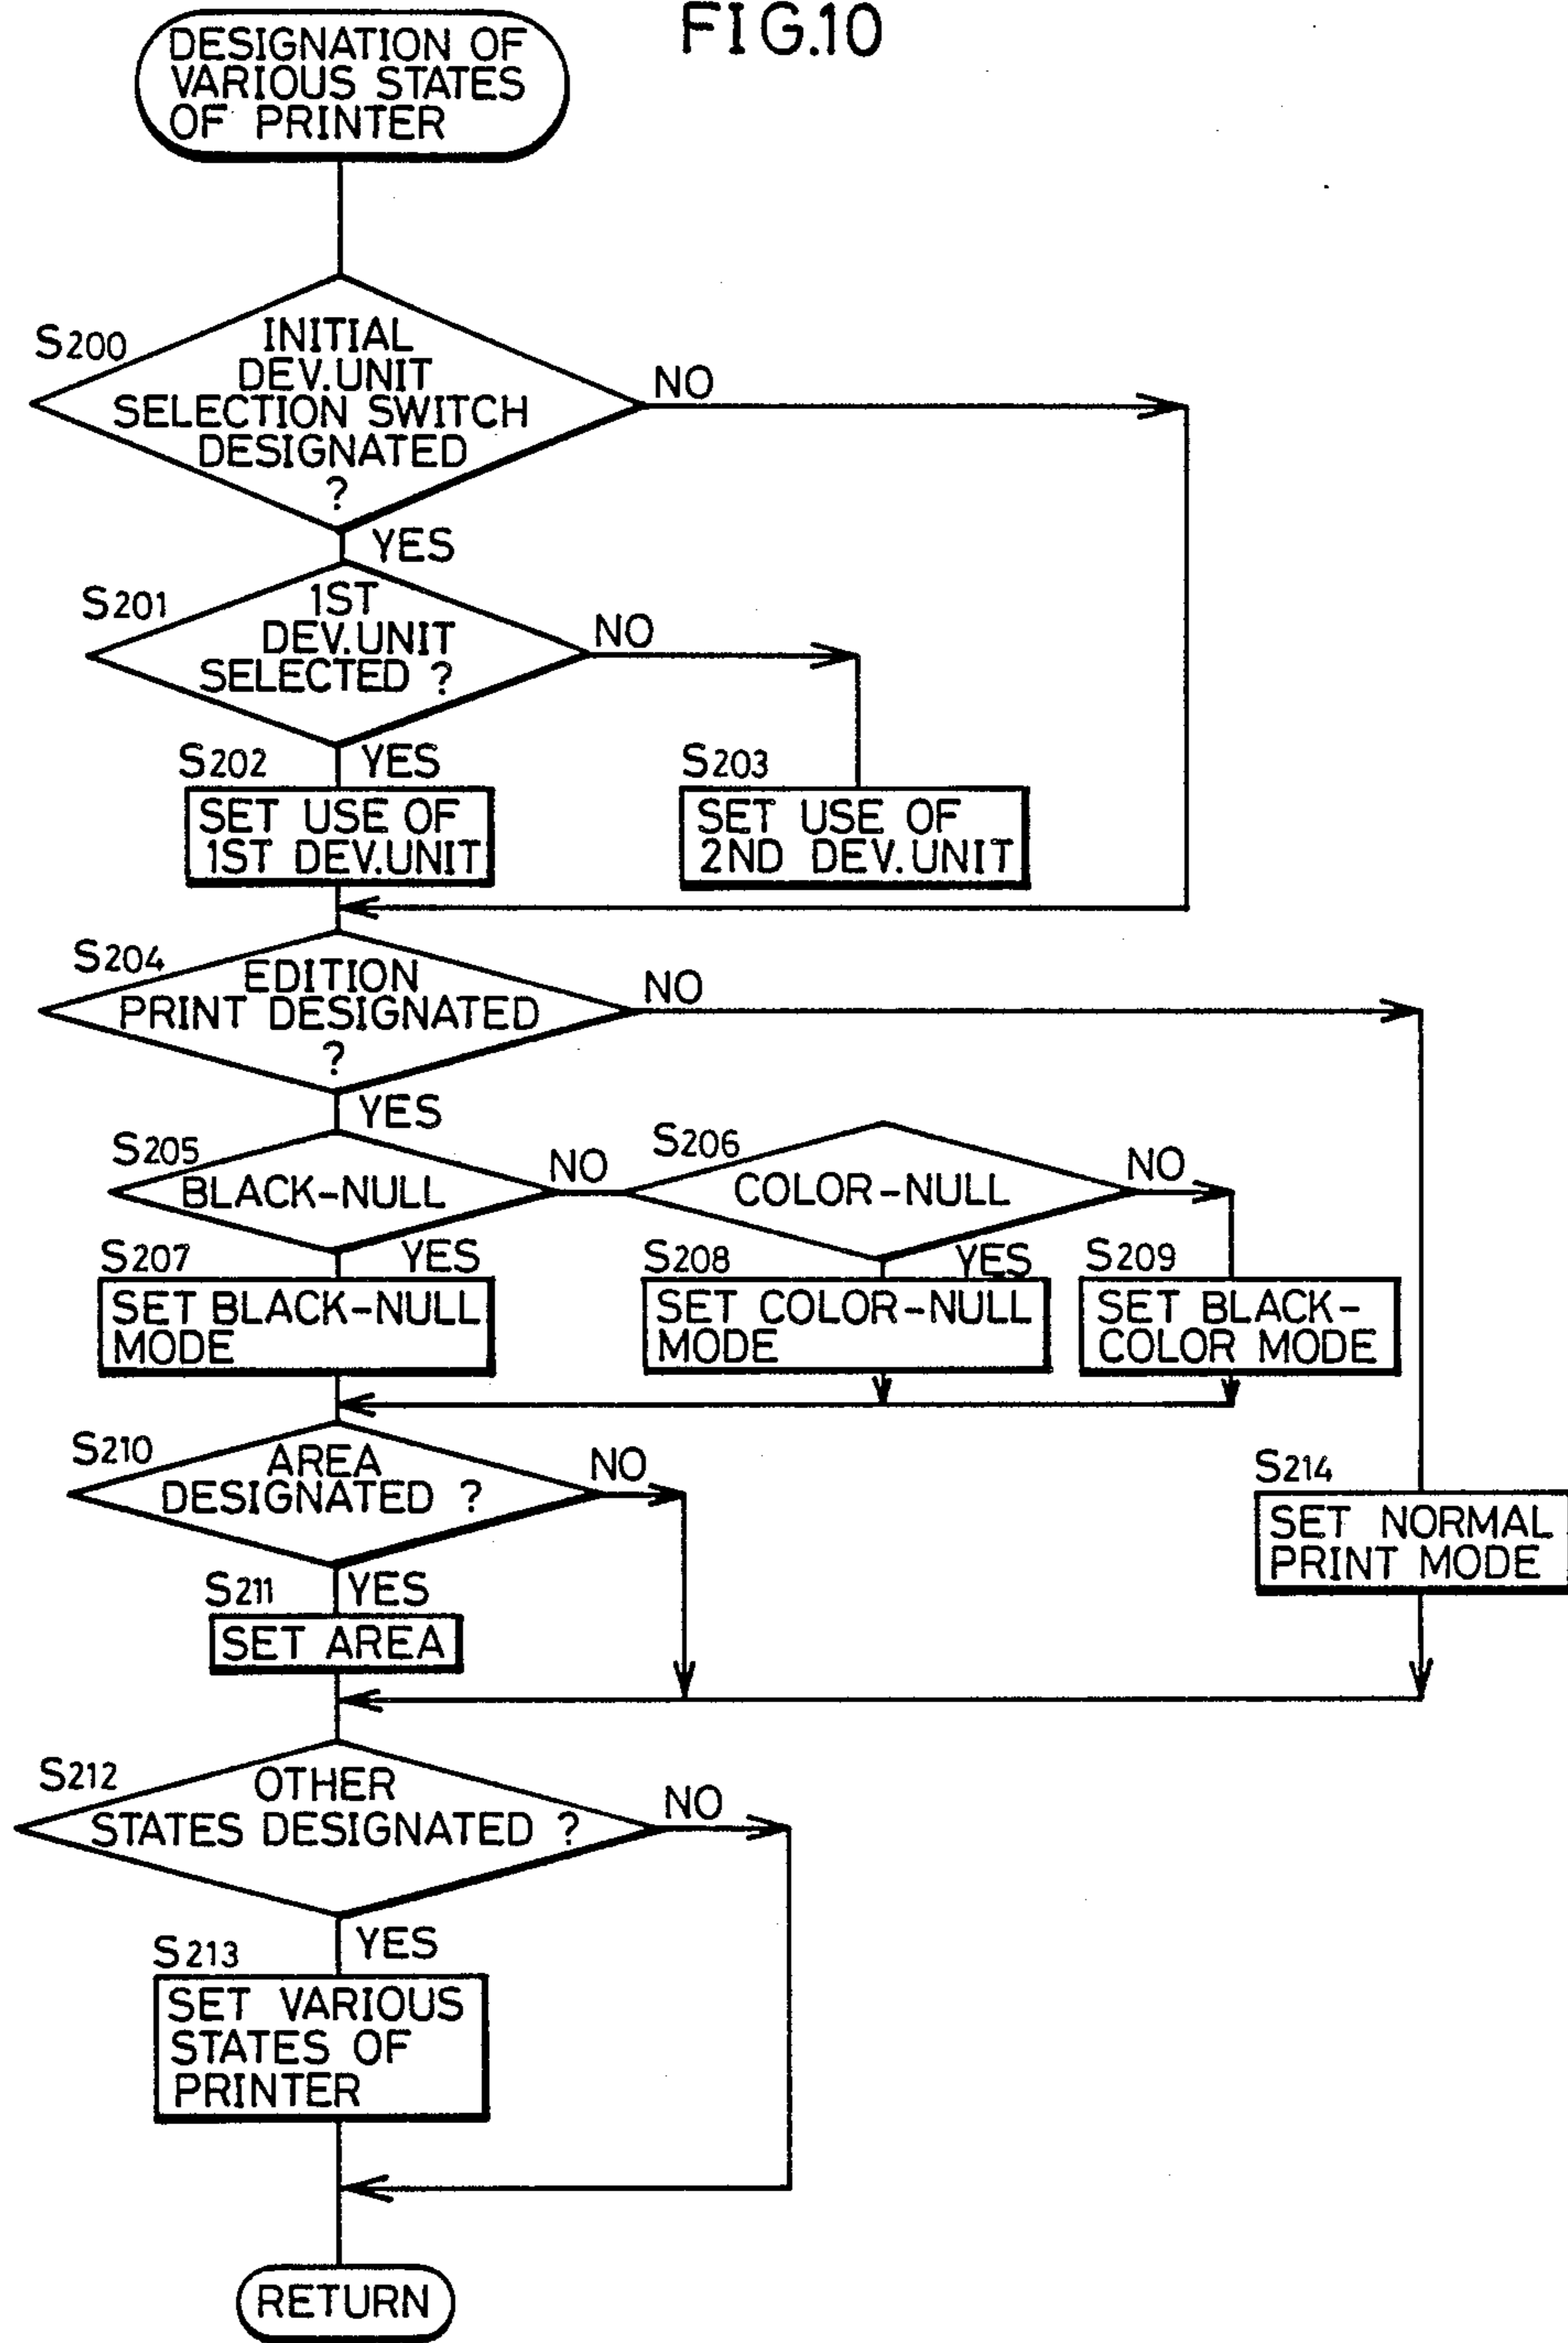 FIG.10
DESIGNATION OF
VARIOUS STATES
OF PRINTER
S200
INITIAL
DEV.UNIT
SELECTION SWITCH
DESIGNATED
?
NO
YES
S201
1ST
DEV.UNIT
SELECTED ?
NO
YES
S202
SET USE OF
1ST DEV.UNIT
S203
SET USE OF
2ND DEV.UNIT
S204
EDITION
PRINT DESIGNATED
?
NO
YES
S205
BLACK-NULL
NO
YES
S206
COLOR-NULL
NO
YES
S207
SET BLACK-NULL
MODE
S208
SET COLOR-NULL
MODE
S209
SET BLACK-
COLOR MODE
S210
AREA
DESIGNATED ?
NO
YES
S211
SET AREA
S214
SET NORMAL
PRINT MODE
S212
OTHER
STATES DESIGNATED ?
NO
YES
S213
SET VARIOUS
STATES OF
PRINTER
RETURN